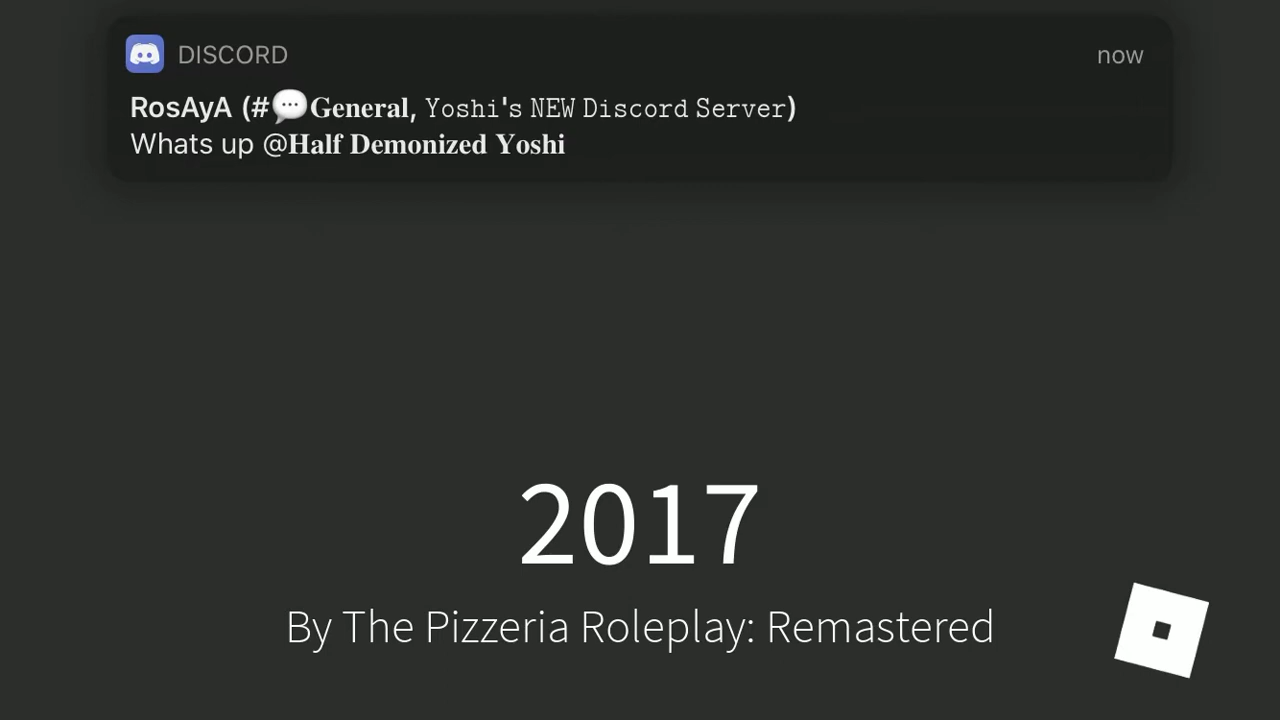 DISCORD
now
RosAyA (#💬𝐆𝐞𝐧𝐞𝐫𝐚𝐥, 𝚈𝚘𝚜𝚑𝚒'𝚜 𝙽𝙴𝚆 𝙳𝚒𝚜𝚌𝚘𝚛𝚍 𝚂𝚎𝚛𝚟𝚎𝚛)
Whats up @𝐇𝐚𝐥𝐟 𝐃𝐞𝐦𝐨𝐧𝐢𝐳𝐞𝐝 𝐘𝐨𝐬𝐡𝐢
2017
By The Pizzeria Roleplay: Remastered